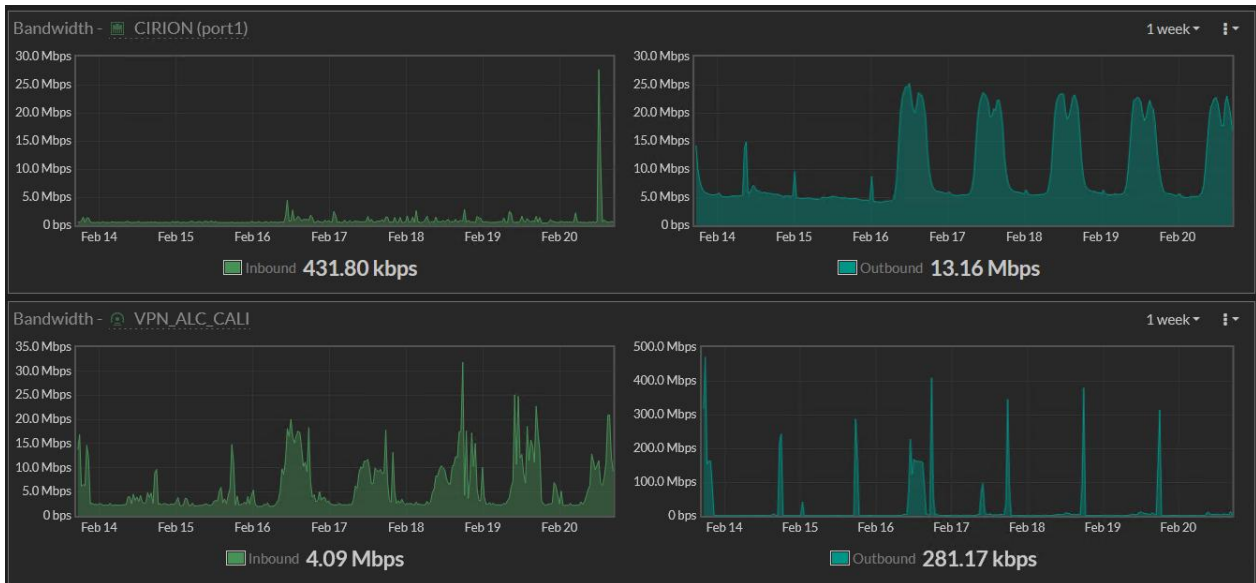 Bandwidth - CIRION (port1) 1 week
30.0 Mbps
25.0 Mbps
20.0 Mbps
15.0 Mbps
10.0 Mbps
5.0 Mbps
0 bps
Feb 14 Feb 15 Feb 16 Feb 17 Feb 18 Feb 19 Feb 20
Inbound 431.80 kbps
30.0 Mbps
25.0 Mbps
20.0 Mbps
15.0 Mbps
10.0 Mbps
5.0 Mbps
0 bps
Feb 14 Feb 15 Feb 16 Feb 17 Feb 18 Feb 19 Feb 20
Outbound 13.16 Mbps
Bandwidth - VPN_ALC_CALI 1 week
35.0 Mbps
30.0 Mbps
25.0 Mbps
20.0 Mbps
15.0 Mbps
10.0 Mbps
5.0 Mbps
0 bps
Feb 14 Feb 15 Feb 16 Feb 17 Feb 18 Feb 19 Feb 20
Inbound 4.09 Mbps
500.0 Mbps
400.0 Mbps
300.0 Mbps
200.0 Mbps
100.0 Mbps
0 bps
Feb 14 Feb 15 Feb 16 Feb 17 Feb 18 Feb 19 Feb 20
Outbound 281.17 kbps